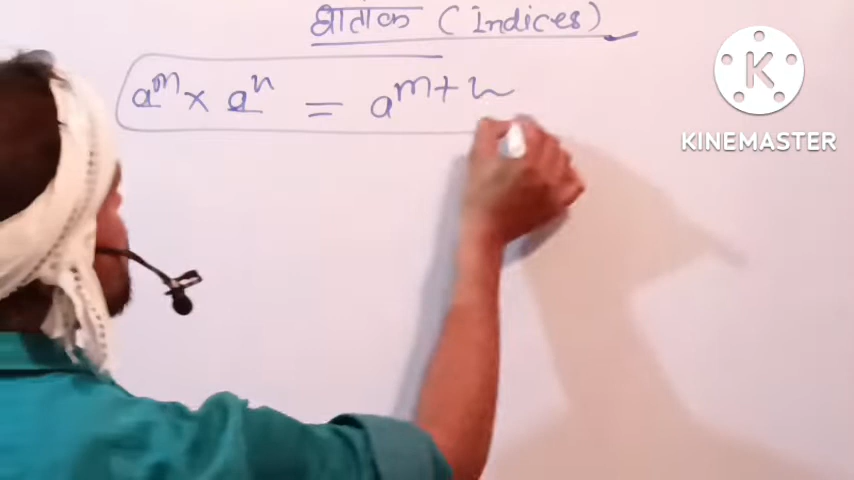 घातांक (Indices)
a^m × a^n = a^m+n
KINEMASTER